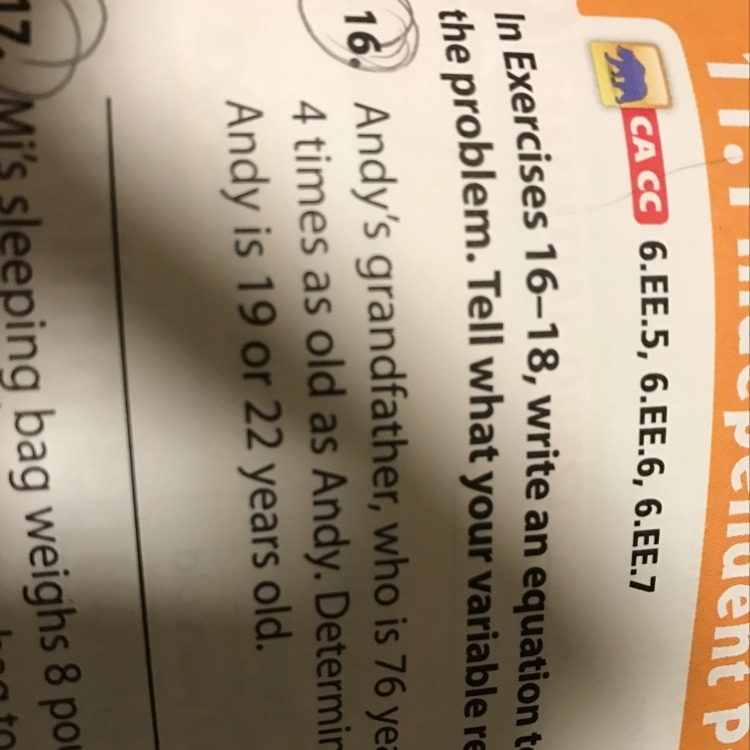 CA CC 6.EE.5, 6.EE.6, 6.EE.7
In Exercises 16–18, write an equation
the problem. Tell what your variable
16. Andy's grandfather, who is 76
4 times as old as Andy.
Andy is 19 or 22 years old.
17. Mi's sleeping bag weighs 8